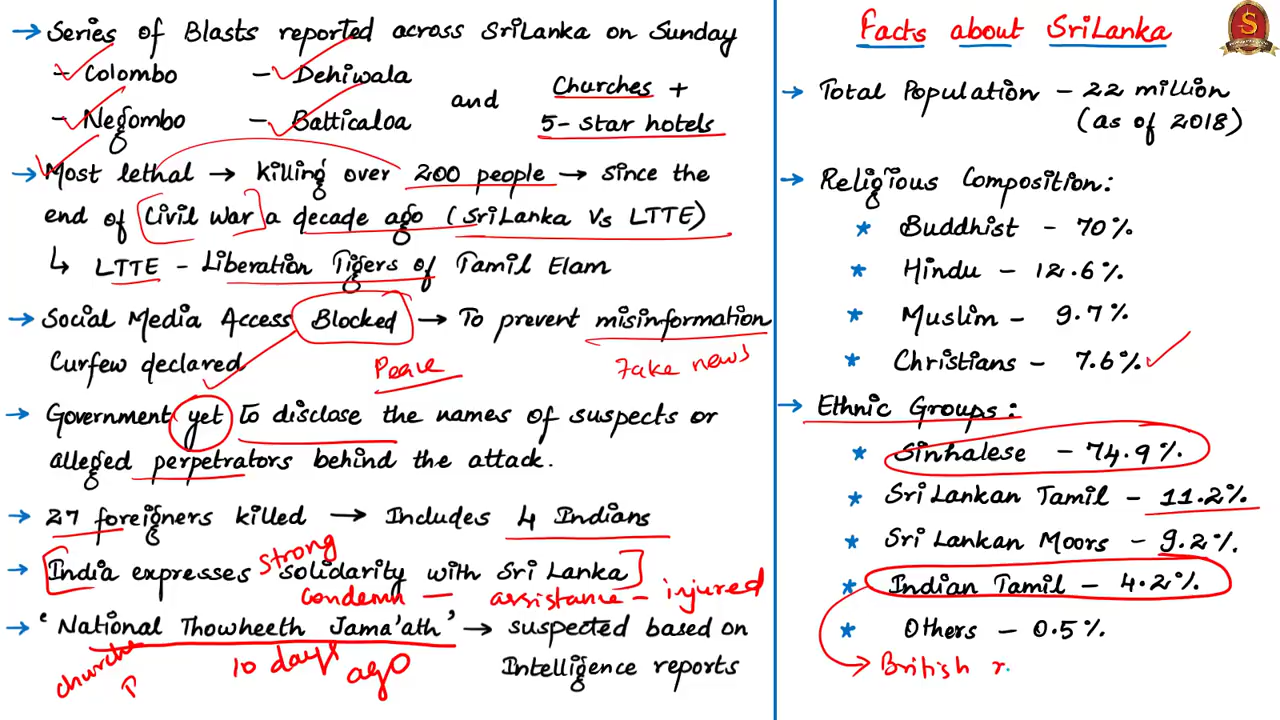 → Series of Blasts reported across SriLanka on Sunday
- Colombo - Dehiwala
- Negombo - Batticaloa
and
Churches +
5-Star hotels
→ Most lethal → killing over 200 people → since the
end of Civil War a decade ago (SriLanka Vs LTTE)
↳ LTTE - Liberation Tigers of Tamil Elam
→ Social Media Access Blocked → To prevent misinformation
Curfew declared
Peace
Fake news
→ Government yet to disclose the names of suspects or
alleged perpetrators behind the attack.
→ 27 foreigners killed → Includes 4 Indians
strong
→ India expresses solidarity with Sri Lanka
condemn — assistance - injured
→ 'National Thowheeth Jama'ath' → suspected based on
Intelligence reports
church
P
10 days ago
Facts about SriLanka
→ Total Population - 22 million
(as of 2018)
→ Religious Composition:
* Buddhist - 70%
* Hindu - 12.6%
* Muslim - 9.7%
* Christians - 7.6%
→ Ethnic Groups:
* Sinhalese - 74.9%
* Sri Lankan Tamil - 11.2%
* Sri Lankan Moors - 9.2%
* Indian Tamil - 4.2%
* Others - 0.5%
→ British r
S